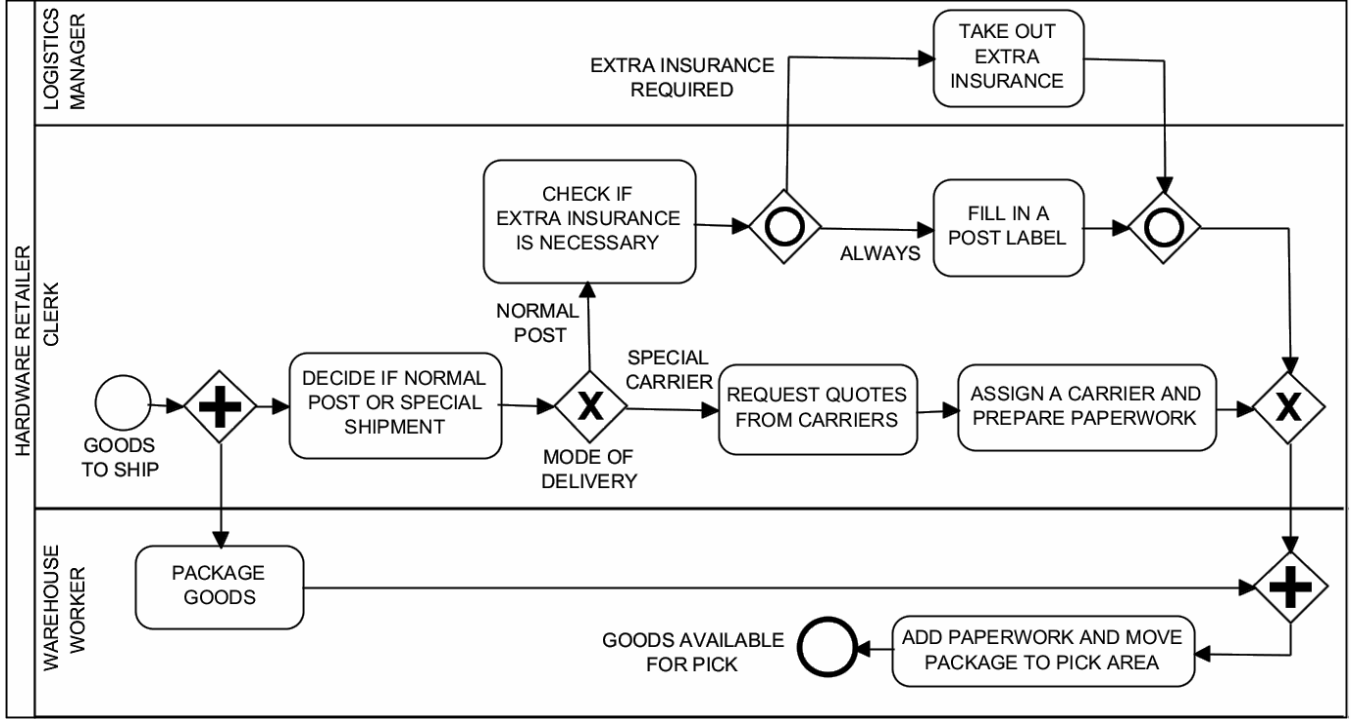 HARDWARE RETAILER
LOGISTICS
MANAGER
EXTRA INSURANCE
REQUIRED
TAKE OUT
EXTRA
INSURANCE
CLERK
CHECK IF
EXTRA INSURANCE
IS NECESSARY
ALWAYS
FILL IN A
POST LABEL
NORMAL
POST
GOODS
TO SHIP
DECIDE IF NORMAL
POST OR SPECIAL
SHIPMENT
X
MODE OF
DELIVERY
SPECIAL
CARRIER
REQUEST QUOTES
FROM CARRIERS
ASSIGN A CARRIER AND
PREPARE PAPERWORK
X
WAREHOUSE
WORKER
PACKAGE
GOODS
GOODS AVAILABLE
FOR PICK
ADD PAPERWORK AND MOVE
PACKAGE TO PICK AREA